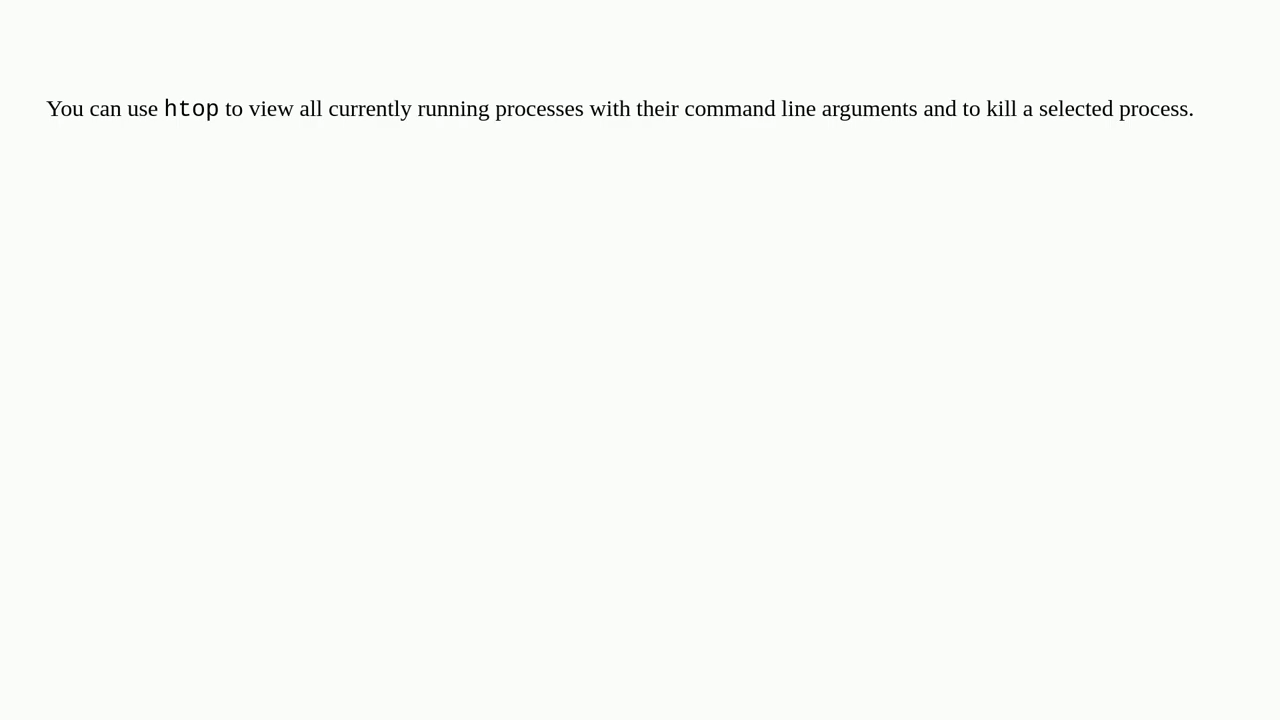 You can use htop to view all currently running processes with their command line arguments and to kill a selected process.